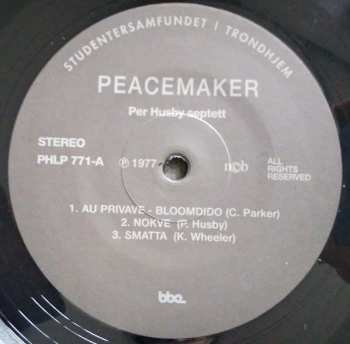 STUDENTERSAMFUNDET I TRONDHJEM
PEACEMAKER
Per Husby septett
STEREO
PHLP 771-A
℗ 1977
ncb
ALL
RIGHTS
RESERVED
1. AU PRIVAVE - BLOOMDIDO (C. Parker)
2. NOKVE (P. Husby)
3. SMATTA (K. Wheeler)
bba.